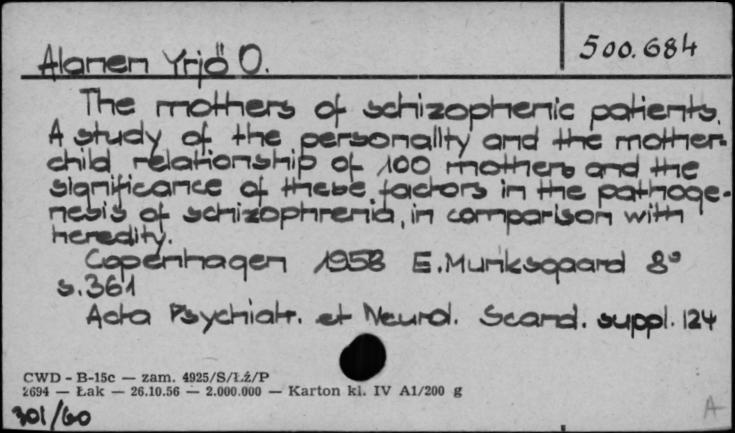 500.684
Alanen Yrjö O.
The mothers of schizophrenic patients.
A study of the personality and the mother-
child relationship of 100 mothers and the
significance of these factors in the pathoge-
nesis of schizophrenia, in comparison with
heredity.
Copenhagen 1958 E. Munksgaard 8°
s. 361
Acta Psychiatr. et Neurol. Scand. suppl. 124
CWD - B-15c — zam. 4925/S/Łż/P
2694 — Łak — 26.10.56 — 2.000.000 — Karton kl. IV A1/200 g
301/60
A